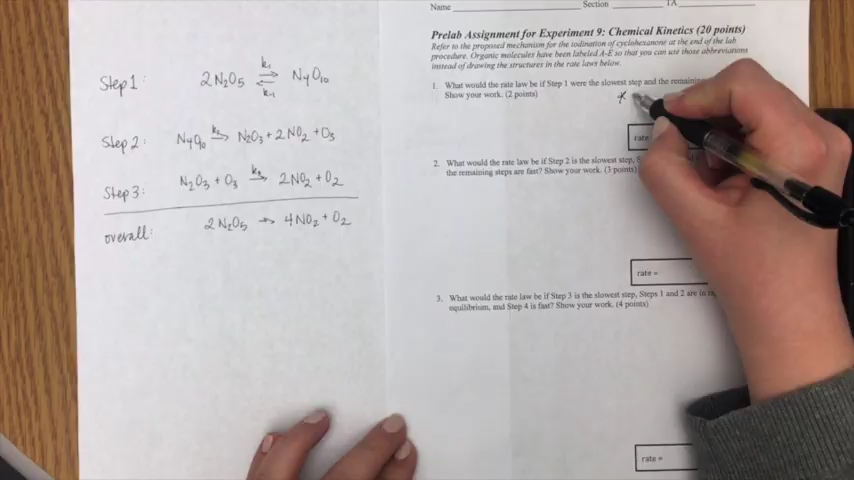 Step 1: 2N2O5 k1 ⇌ k-1 N4O10
Step 2: N4O10 k2 → N2O3 + 2NO2 + O3
Step 3: N2O3 + O3 k3 → 2NO2 + O2
overall: 2N2O5 → 4NO2 + O2
Name Section TA
Prelab Assignment for Experiment 9: Chemical Kinetics (20 points)
Refer to the proposed mechanism for the iodination of cyclohexanone at the end of the lab
procedure. Organic molecules have been labeled A-E so that you can use those abbreviations
instead of drawing the structures in the rate laws below.
1. What would the rate law be if Step 1 were the slowest step and the remaining
Show your work. (2 points)
*
rate
2. What would the rate law be if Step 2 is the slowest step,
the remaining steps are fast? Show your work. (3 points)
rate =
3. What would the rate law be if Step 3 is the slowest step, Steps 1 and 2 are in
equilibrium, and Step 4 is fast? Show your work. (4 points)
rate =